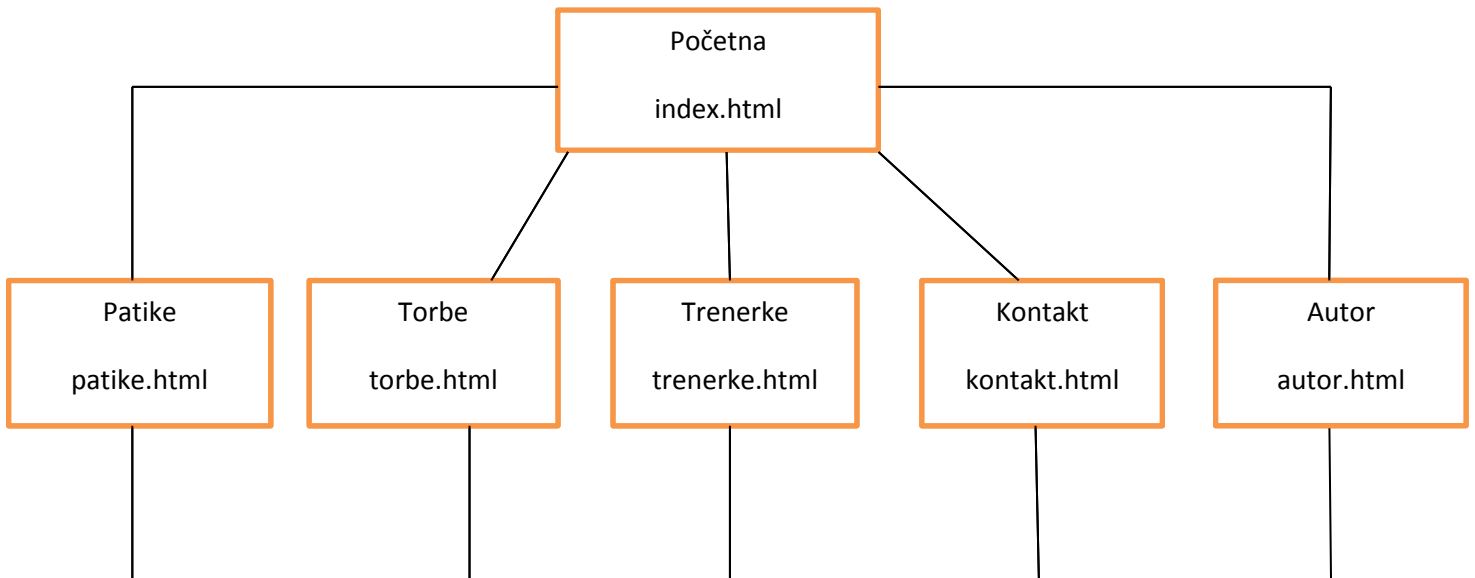 Početna
index.html
Patike
patike.html
Torbe
torbe.html
Trenerke
trenerke.html
Kontakt
kontakt.html
Autor
autor.html